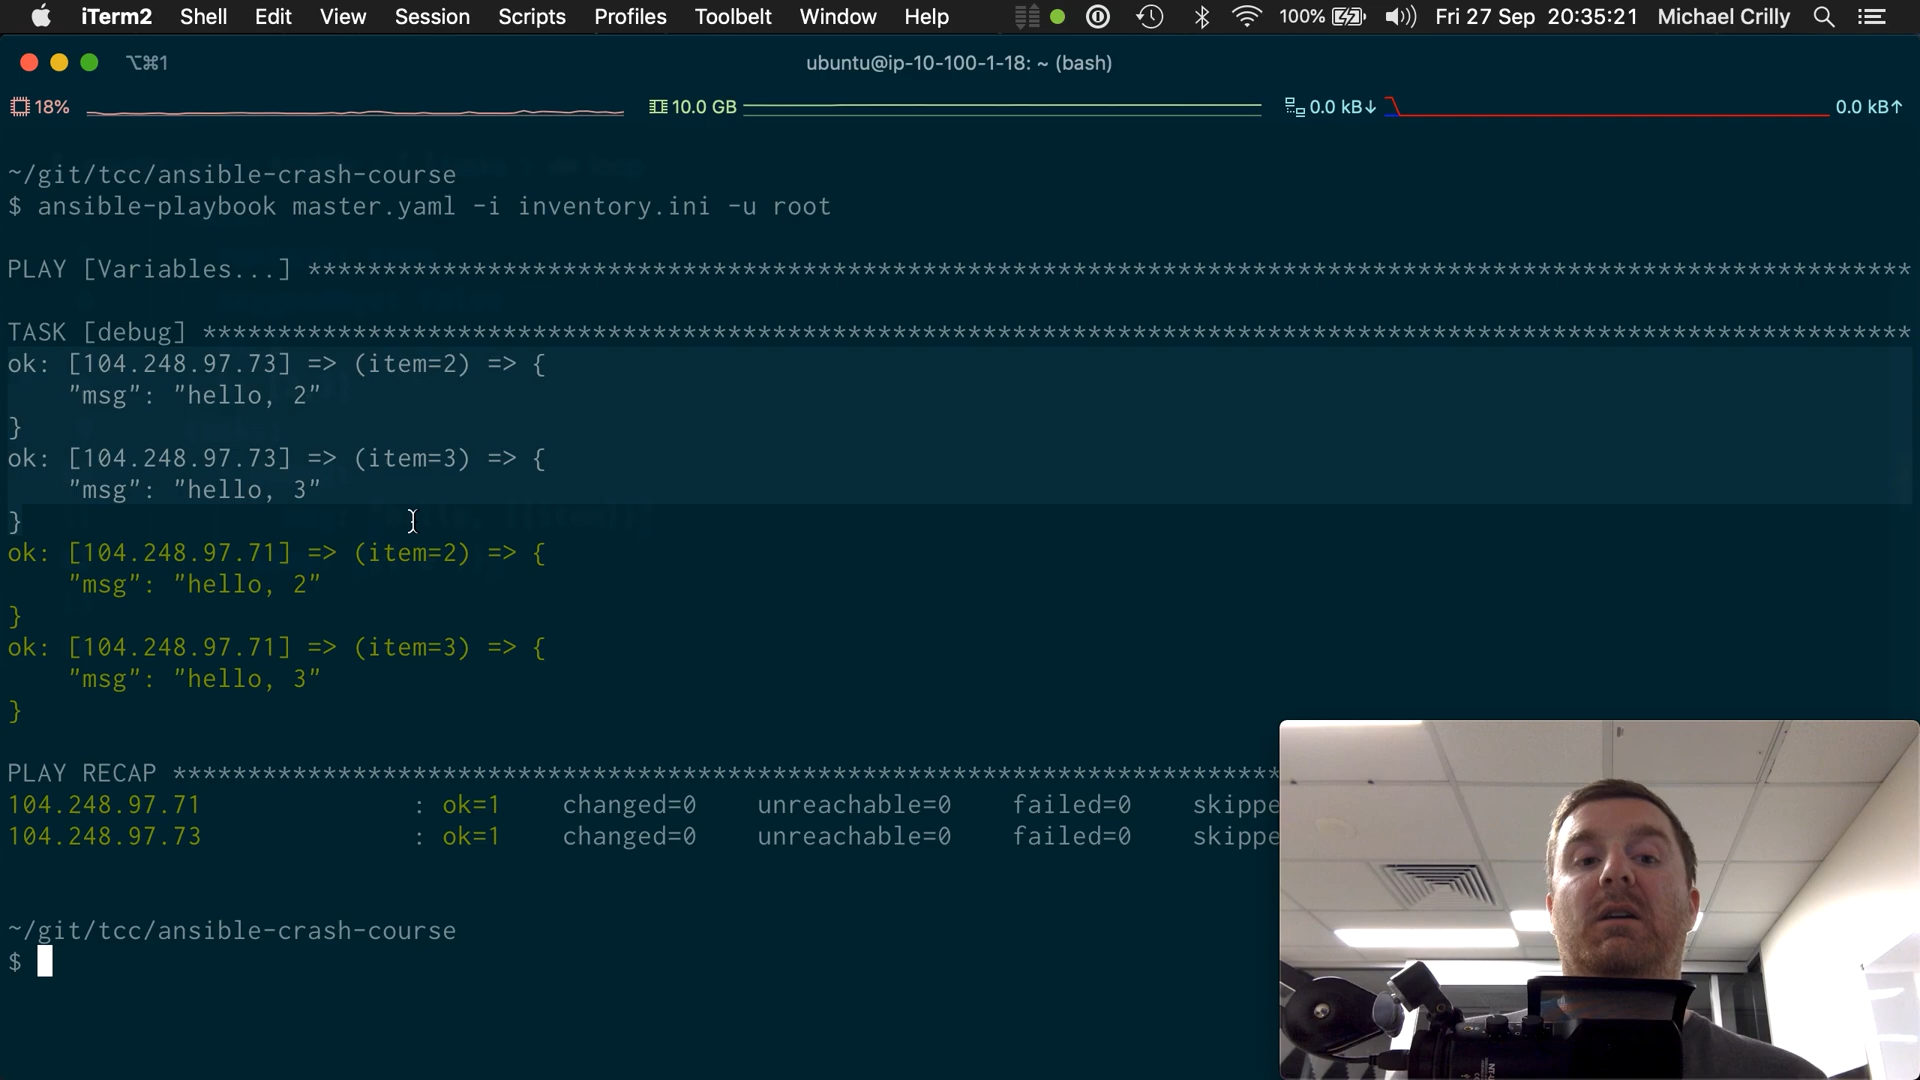 iTerm2 Shell Edit View Session Scripts Profiles Toolbelt Window Help 100% Fri 27 Sep 20:35:21 Michael Crilly
⌥⌘1 ubuntu@ip-10-100-1-18: ~ (bash)
18% 10.0 GB 0.0 kB↓ 0.0 kB↑
~/git/tcc/ansible-crash-course
$ ansible-playbook master.yaml -i inventory.ini -u root
PLAY [Variables...] ***********************************************************************************************************
TASK [debug] ******************************************************************************************************************
ok: [104.248.97.73] => (item=2) => {
"msg": "hello, 2"
}
ok: [104.248.97.73] => (item=3) => {
"msg": "hello, 3"
}
ok: [104.248.97.71] => (item=2) => {
"msg": "hello, 2"
}
ok: [104.248.97.71] => (item=3) => {
"msg": "hello, 3"
}
PLAY RECAP **************************************************************************
104.248.97.71 : ok=1 changed=0 unreachable=0 failed=0 skippe
104.248.97.73 : ok=1 changed=0 unreachable=0 failed=0 skippe
~/git/tcc/ansible-crash-course
$